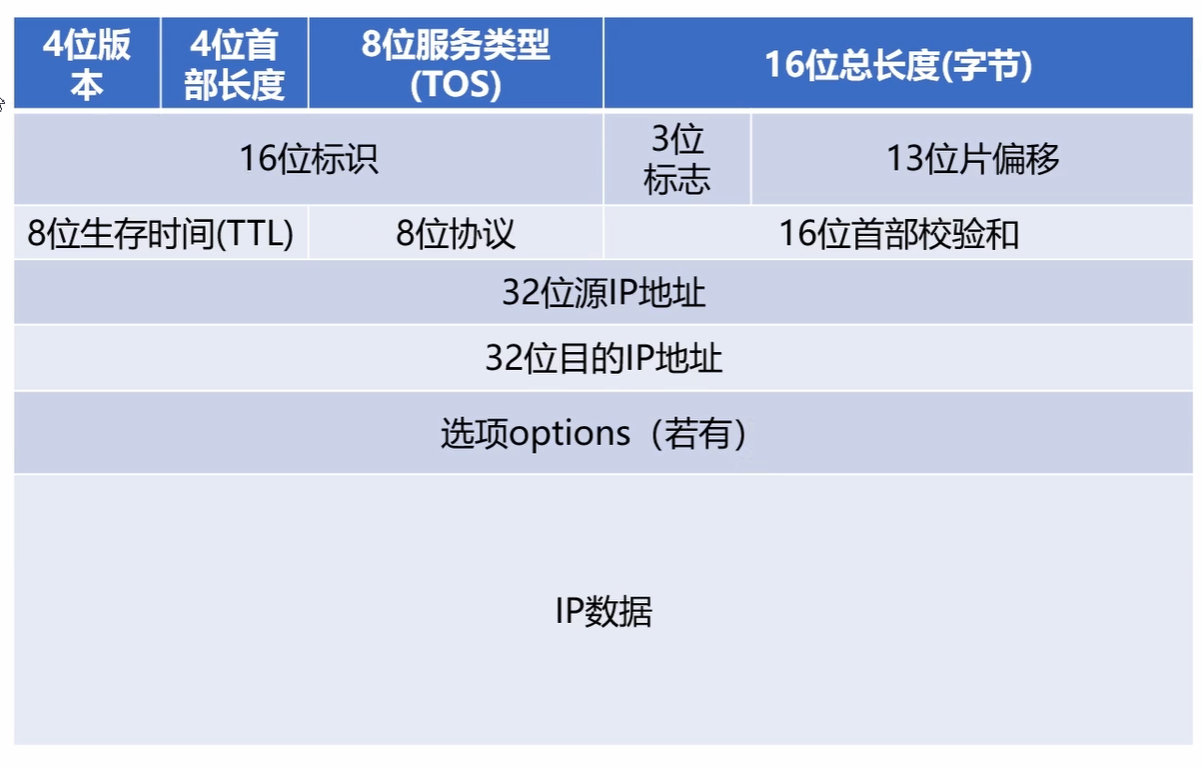 4位版
本
4位首
部长度
8位服务类型
(TOS)
16位总长度(字节)
16位标识
3位
标志
13位片偏移
8位生存时间(TTL)
8位协议
16位首部校验和
32位源IP地址
32位目的IP地址
选项options（若有）
IP数据